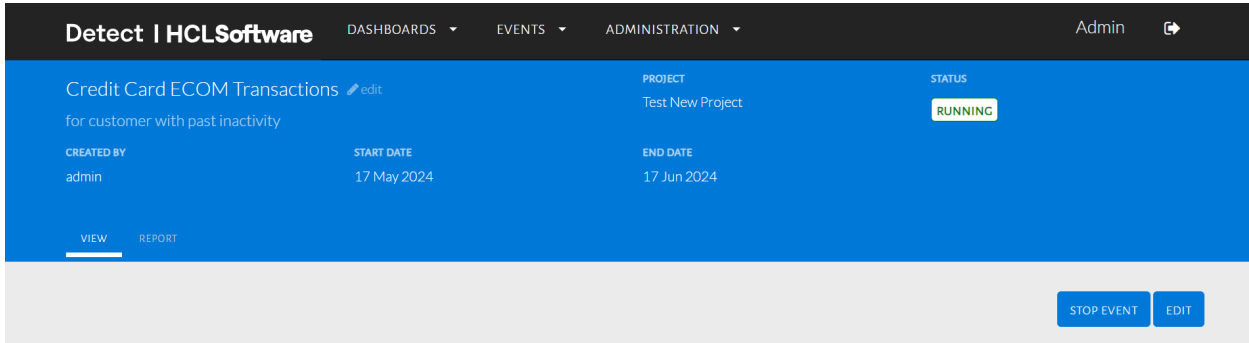 Detect | HCLSoftware DASHBOARDS EVENTS ADMINISTRATION Admin
Credit Card ECOM Transactions edit
for customer with past inactivity
PROJECT
Test New Project
STATUS
RUNNING
CREATED BY
admin
START DATE
17 May 2024
END DATE
17 Jun 2024
VIEW REPORT
STOP EVENT EDIT